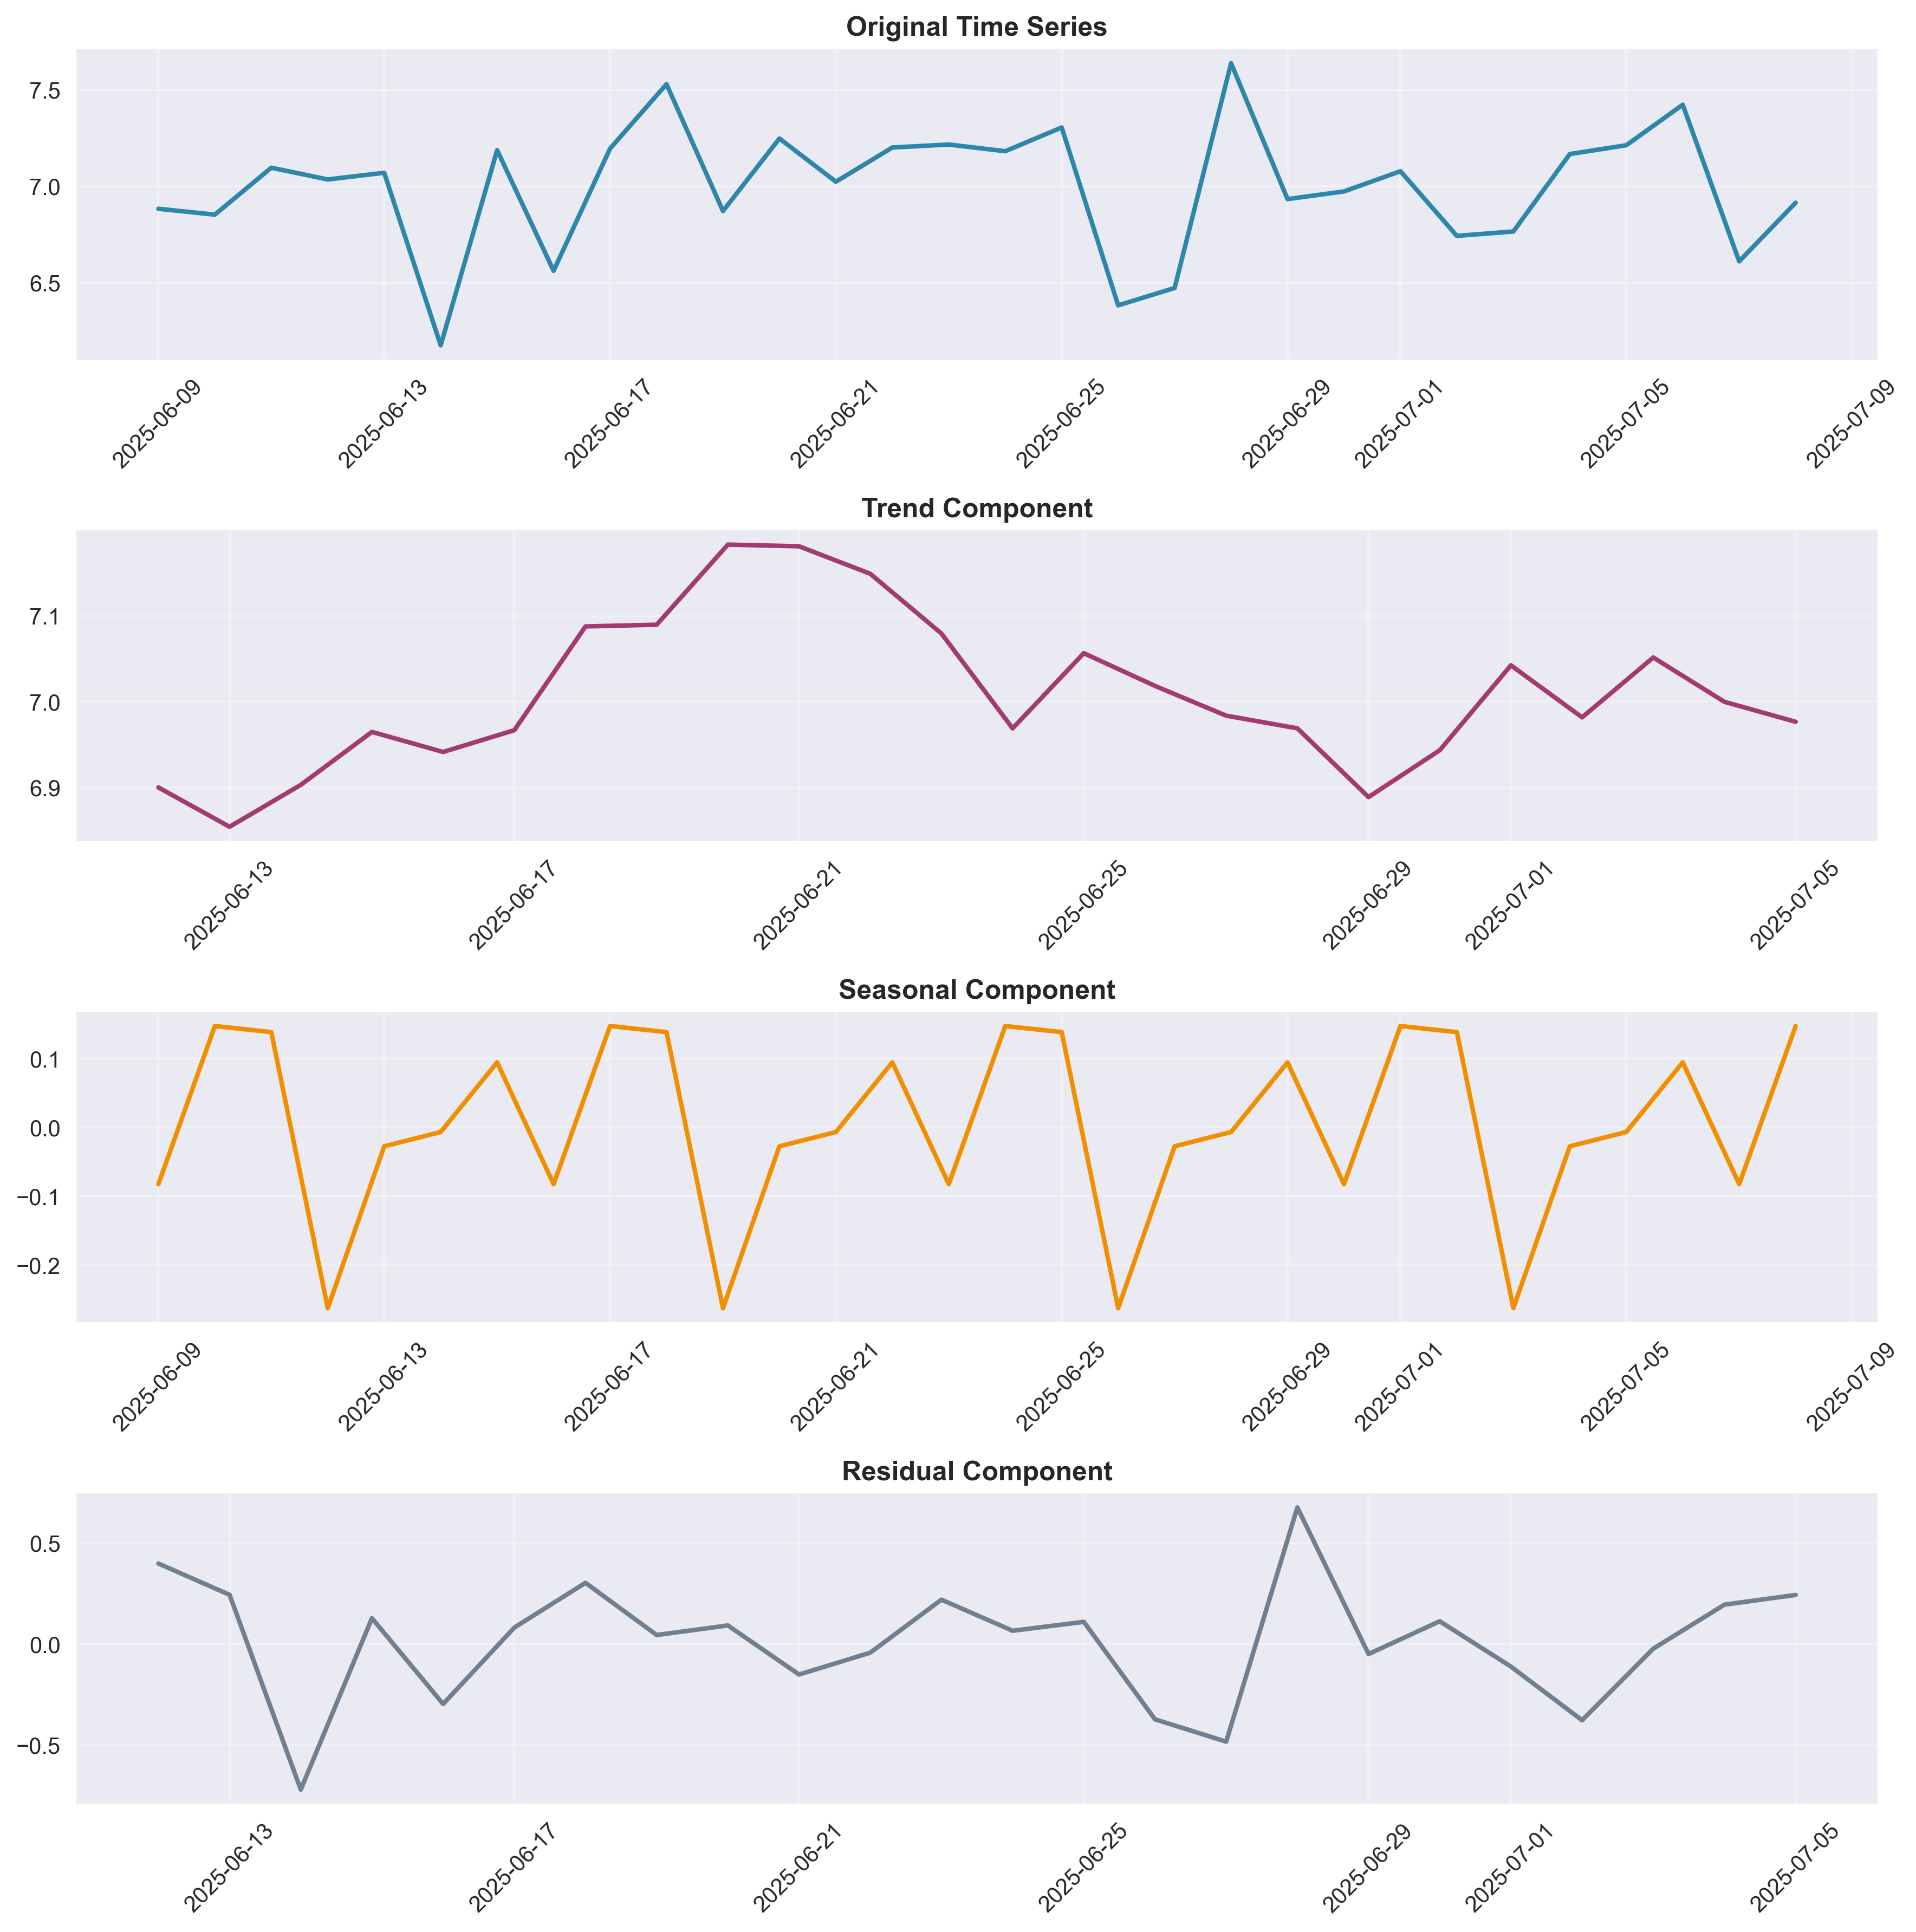 Original Time Series
7.5
7.0
6.5
2025-06-09 2025-06-13 2025-06-17 2025-06-21 2025-06-25 2025-06-29 2025-07-01 2025-07-05 2025-07-09
Trend Component
7.1
7.0
6.9
2025-06-13 2025-06-17 2025-06-21 2025-06-25 2025-06-29 2025-07-01 2025-07-05
Seasonal Component
0.1
0.0
−0.1
−0.2
2025-06-09 2025-06-13 2025-06-17 2025-06-21 2025-06-25 2025-06-29 2025-07-01 2025-07-05 2025-07-09
Residual Component
0.5
0.0
−0.5
2025-06-13 2025-06-17 2025-06-21 2025-06-25 2025-06-29 2025-07-01 2025-07-05